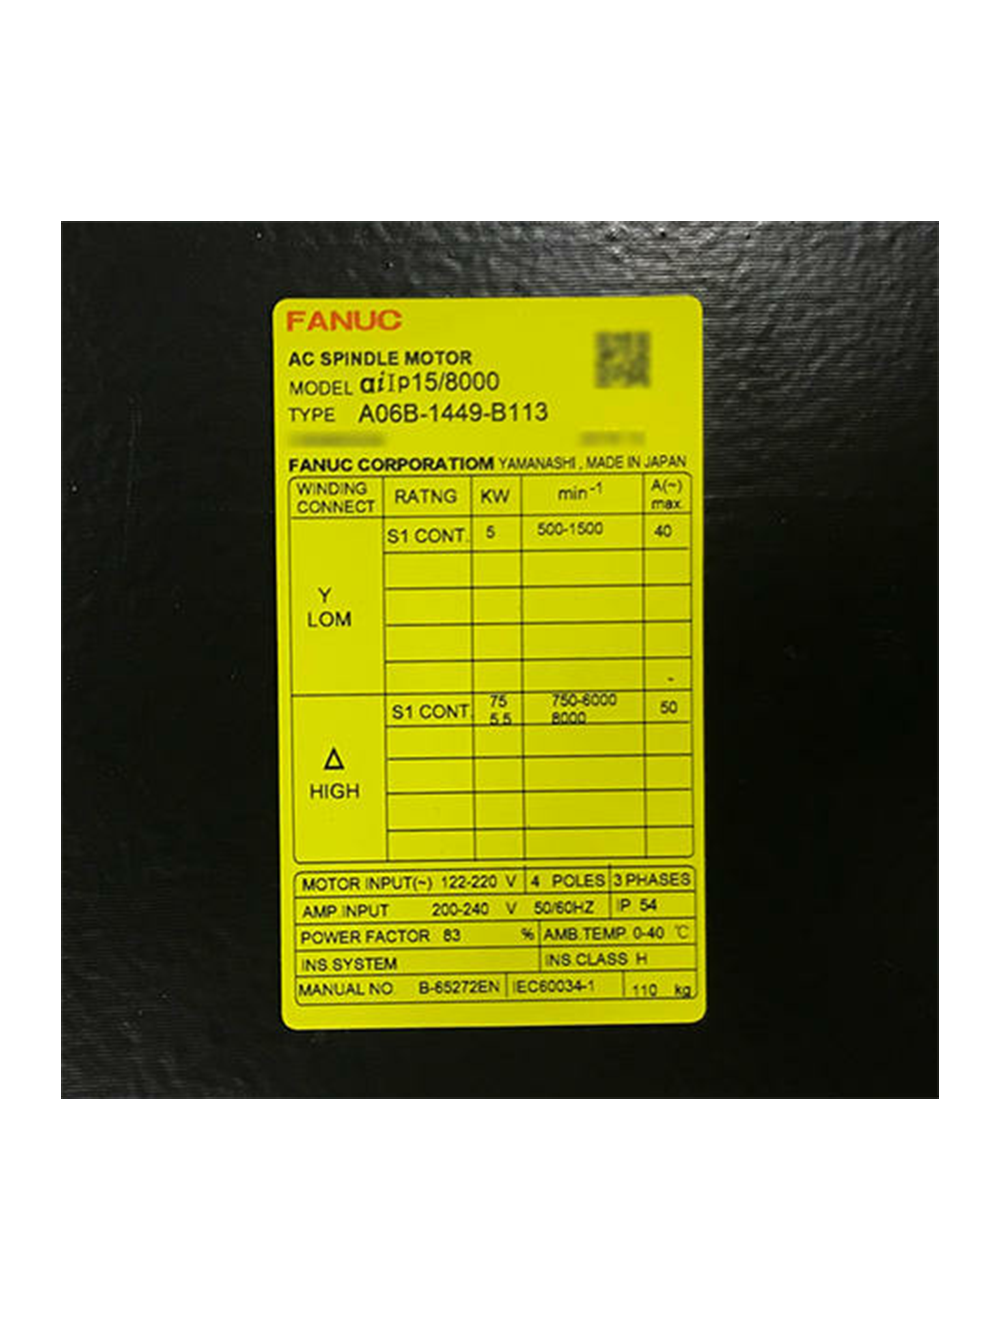 FANUC
AC SPINDLE MOTOR
MODEL αiIp15/8000
TYPE A06B-1449-B113
FANUC CORPORATIOM YAMANASHI , MADE IN JAPAN
WINDING CONNECT RATNG KW min-1 A(~) max.
Y LOM S1 CONT. 5 500-1500 40
-
Δ HIGH S1 CONT. 75 750-6000 50
5.5 8000
MOTOR INPUT(~) 122-220 V 4 POLES 3 PHASES
AMP.INPUT 200-240 V 50/60HZ IP 54
POWER FACTOR 83 % AMB.TEMP. 0-40 ℃
INS.SYSTEM INS.CLASS H
MANUAL NO. B-65272EN IEC60034-1 110 kg